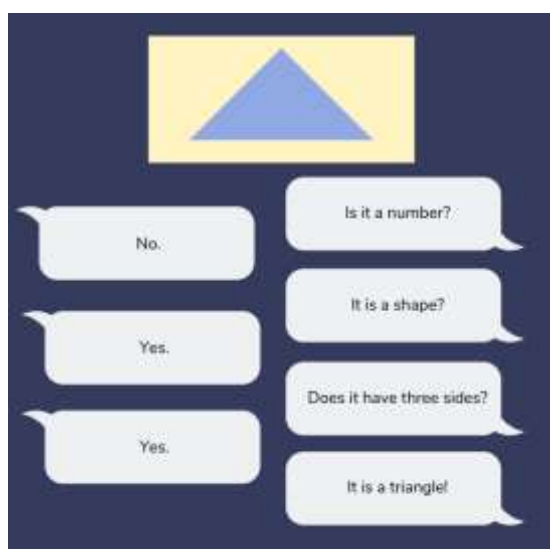 Is it a number?
No.
It is a shape?
Yes.
Does it have three sides?
Yes.
It is a triangle!